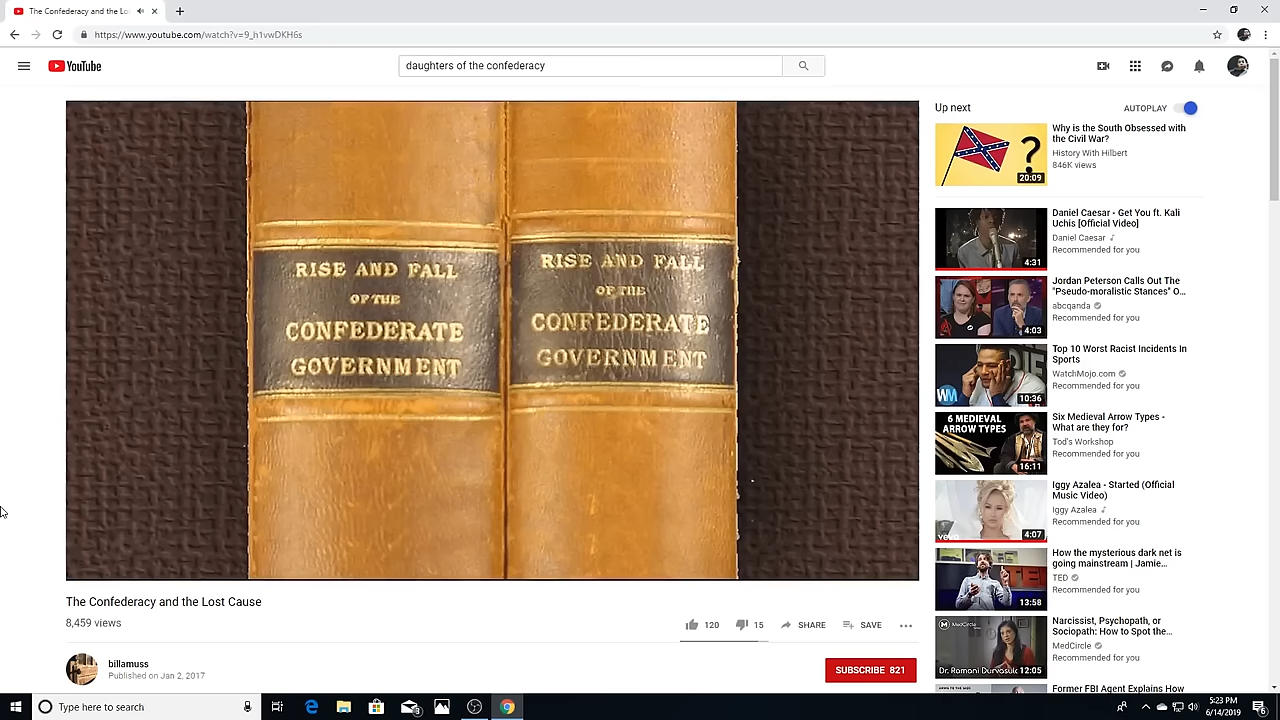 The Confederacy and the Lo
https://www.youtube.com/watch?v=9_h1vwDKH6s
YouTube
daughters of the confederacy
RISE AND FALL
OF THE
CONFEDERATE
GOVERNMENT
RISE AND FALL
OF THE
CONFEDERATE
GOVERNMENT
The Confederacy and the Lost Cause
8,459 views
120
15
SHARE
SAVE
billamuss
Published on Jan 2, 2017
SUBSCRIBE 821
Up next
AUTOPLAY
?
20:09
Why is the South Obsessed with
the Civil War?
History With Hilbert
846K views
4:31
Daniel Caesar - Get You ft. Kali
Uchis [Official Video]
Daniel Caesar
Recommended for you
4:03
Jordan Peterson Calls Out The
"Pseudo-moralistic Stances" O...
abcqanda
Recommended for you
WM
10:36
Top 10 Worst Racist Incidents In
Sports
WatchMojo.com
Recommended for you
6 MEDIEVAL
ARROW TYPES
16:11
Six Medieval Arrow Types -
What are they for?
Tod's Workshop
Recommended for you
vevo
4:07
Iggy Azalea - Started (Official
Music Video)
Iggy Azalea
Recommended for you
TED
13:58
How the mysterious dark net is
going mainstream | Jamie...
TED
Recommended for you
MedCircle
Dr. Romani Durvasula
12:05
Narcissist, Psychopath, or
Sociopath: How to Spot the...
MedCircle
Recommended for you
Former FBI Agent Explains How
Type here to search
5:23 PM
6/14/2019
6